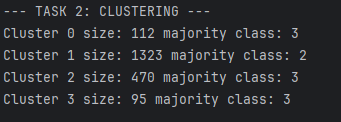 --- TASK 2: CLUSTERING ---
Cluster 0 size: 112 majority class: 3
Cluster 1 size: 1323 majority class: 2
Cluster 2 size: 470 majority class: 3
Cluster 3 size: 95 majority class: 3